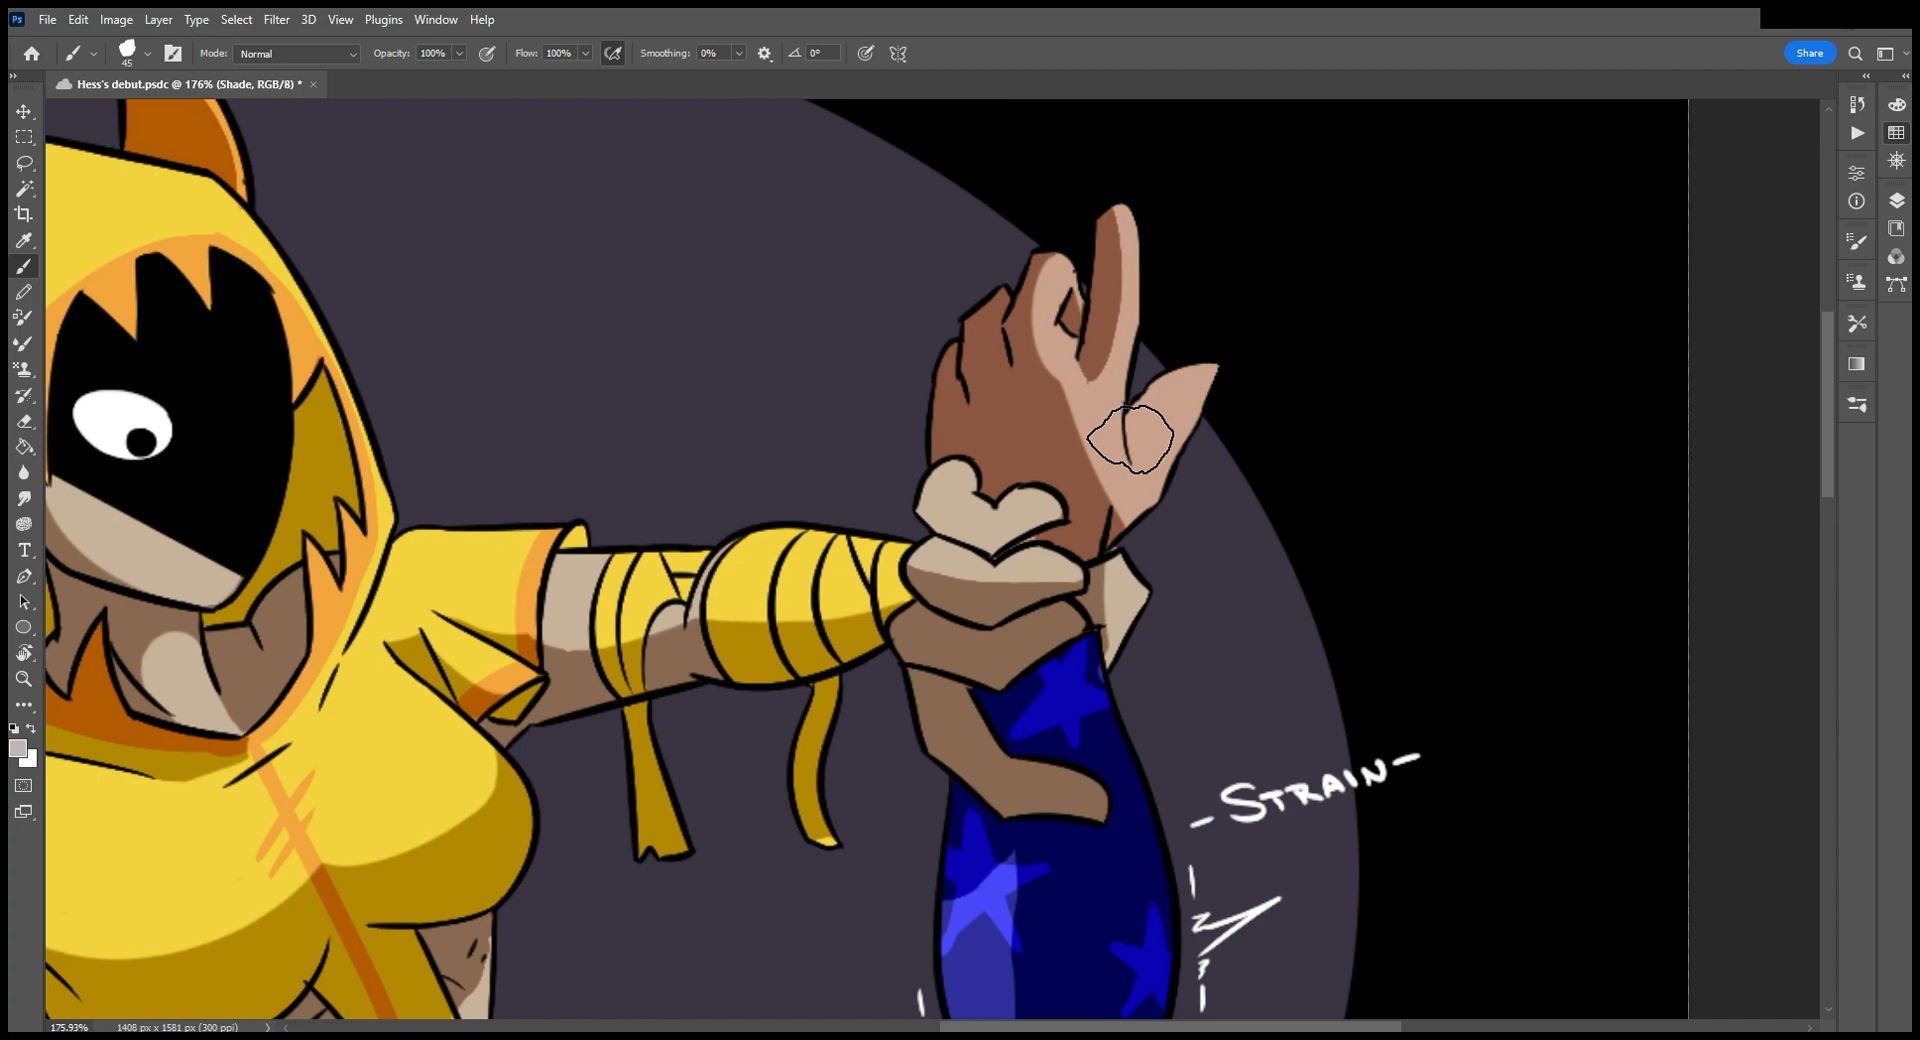 Ps File Edit Image Layer Type Select Filter 3D View Plugins Window Help
45 Mode: Normal Opacity: 100% Flow: 100% Smoothing: 0% 0° Share
Hess's debut.psdc @ 176% (Shade, RGB/8) * ×
-STRAIN-
175.93% 1408 px x 1581 px (300 ppi)